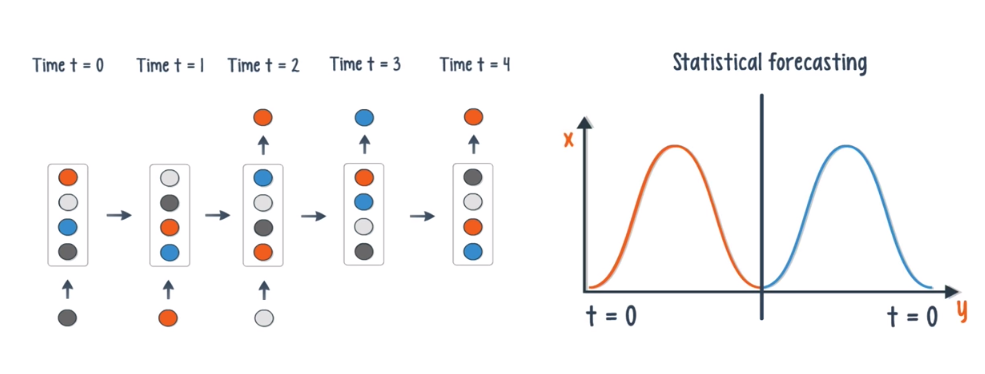 Time t = 0
Time t = 1
Time t = 2
Time t = 3
Time t = 4
Statistical forecasting
x
t = 0
t = 0
y